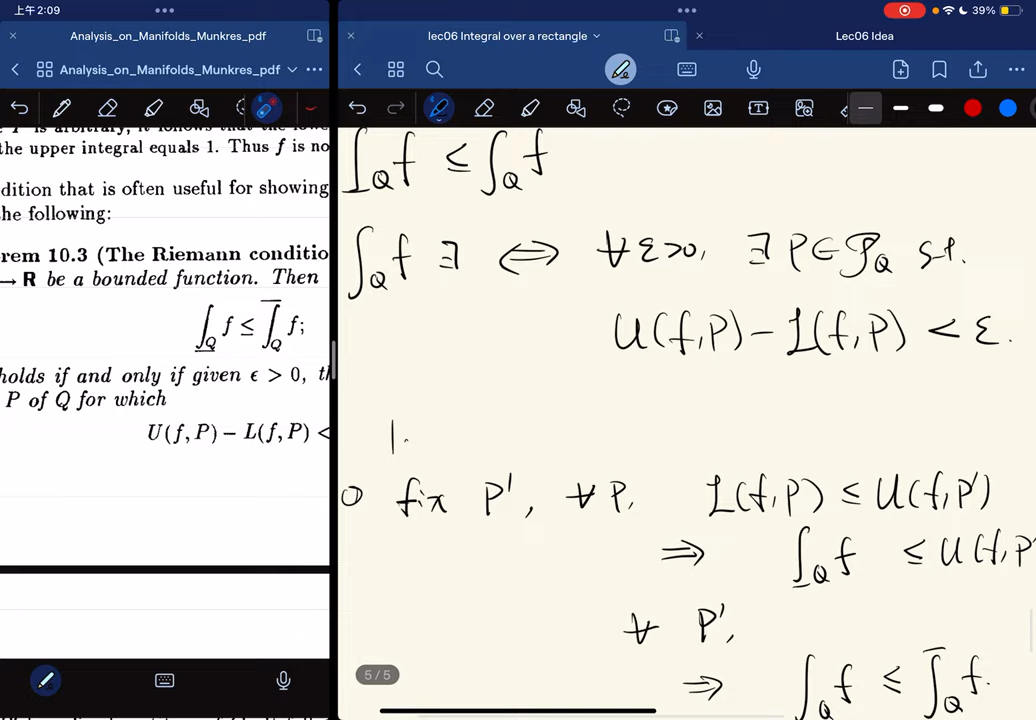 上午2:09
39%
Analysis_on_Manifolds_Munkres_pdf
Analysis_on_Manifolds_Munkres_pdf
the upper integral equals 1. Thus f is no
dition that is often useful for showing
the following:
rem 10.3 (The Riemann conditio
→ R be a bounded function. Then
∫_Q f ≤ ∫_Q f;
holds if and only if given ϵ > 0, th
P of Q for which
U(f,P) − L(f,P) <
lec06 Integral over a rectangle
Lec06 Idea
∫_Q f ≤ ∫_Q f
∫_Q f ∃ ⟺ ∀ε>0, ∃ P∈𝒫_Q s.t.
U(f,P) − L(f,P) < ε.
1.
fix P', ∀P, L(f,P) ≤ U(f,P')
⇒ ∫_Q f ≤ U(f,P'
∀ P',
⇒ ∫_Q f ≤ ∫_Q f.
5/5